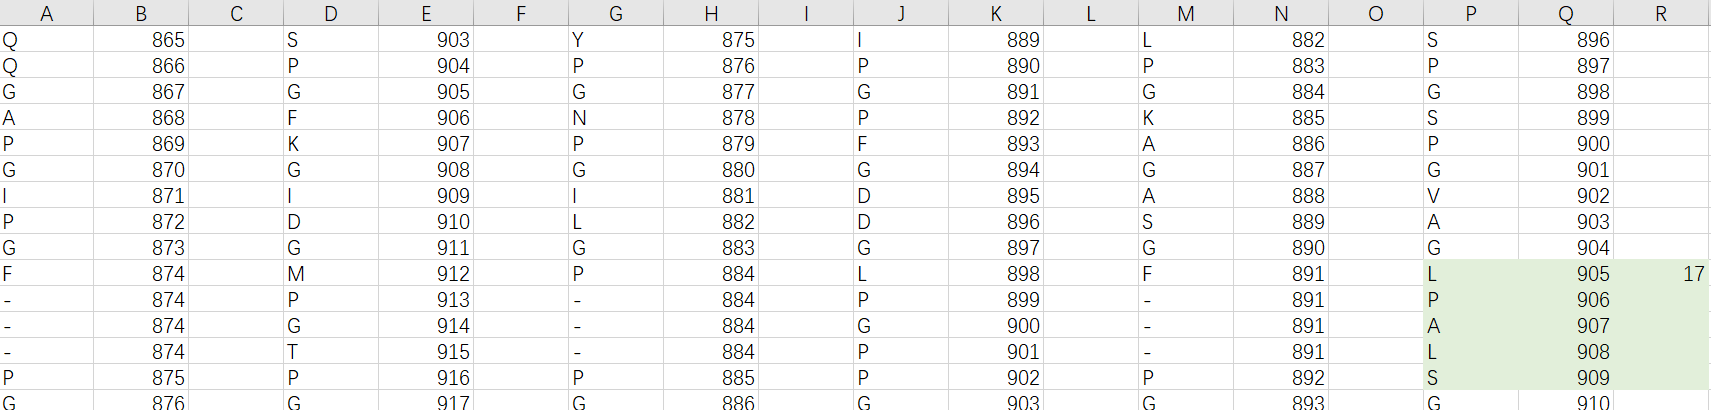 A B C D E F G H I J K L M N O P Q R
Q 865 S 903 Y 875 I 889 L 882 S 896
Q 866 P 904 P 876 P 890 P 883 P 897
G 867 G 905 G 877 G 891 G 884 G 898
A 868 F 906 N 878 P 892 K 885 S 899
P 869 K 907 P 879 F 893 A 886 P 900
G 870 G 908 G 880 G 894 G 887 G 901
I 871 I 909 I 881 D 895 A 888 V 902
P 872 D 910 L 882 D 896 S 889 A 903
G 873 G 911 G 883 G 897 G 890 G 904
F 874 M 912 P 884 L 898 F 891 L 905 17
- 874 P 913 - 884 P 899 - 891 P 906
- 874 G 914 - 884 G 900 - 891 A 907
- 874 T 915 - 884 P 901 - 891 L 908
P 875 P 916 P 885 P 902 P 892 S 909
G 876 G 917 G 886 G 903 G 893 G 910